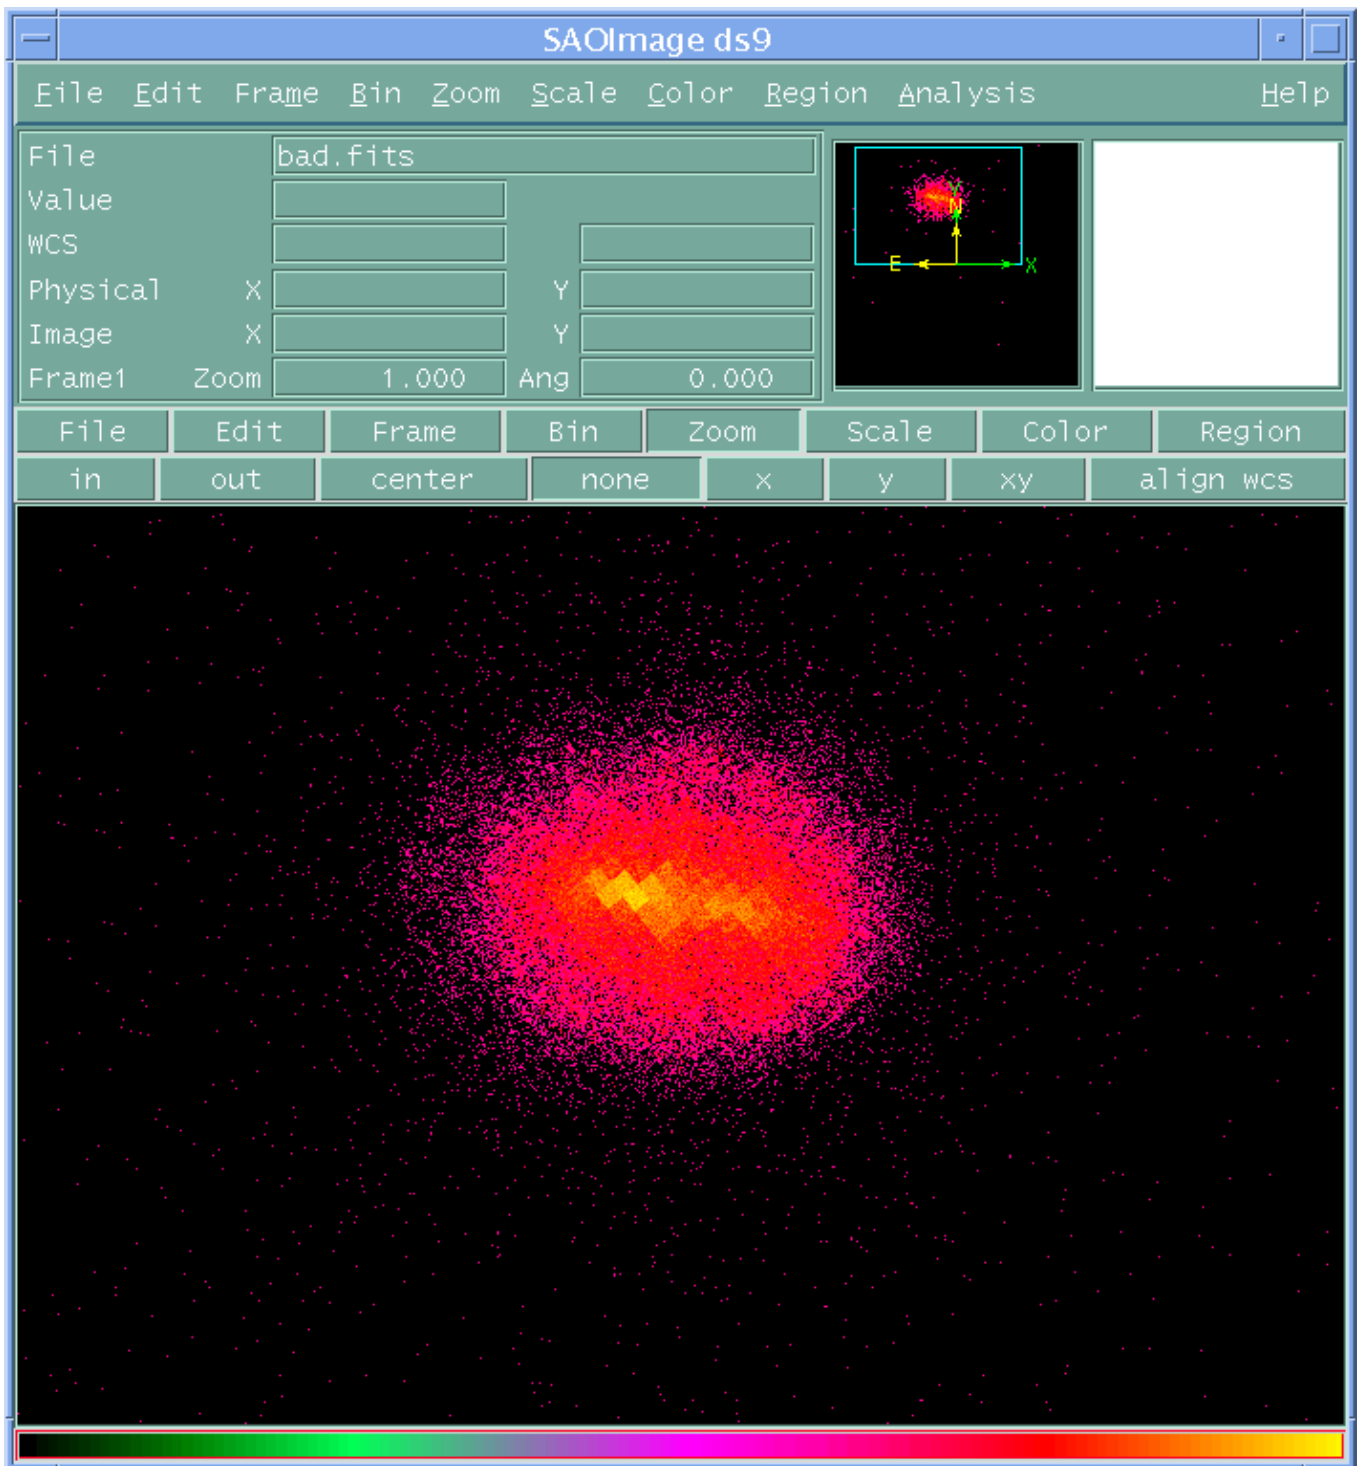 SAOImage ds9
File Edit Frame Bin Zoom Scale Color Region Analysis Help
File bad.fits
Value
WCS
Physical X Y
Image X Y
Frame1 Zoom 1.000 Ang 0.000
Y
N
E X
File Edit Frame Bin Zoom Scale Color Region
in out center none x y xy align wcs